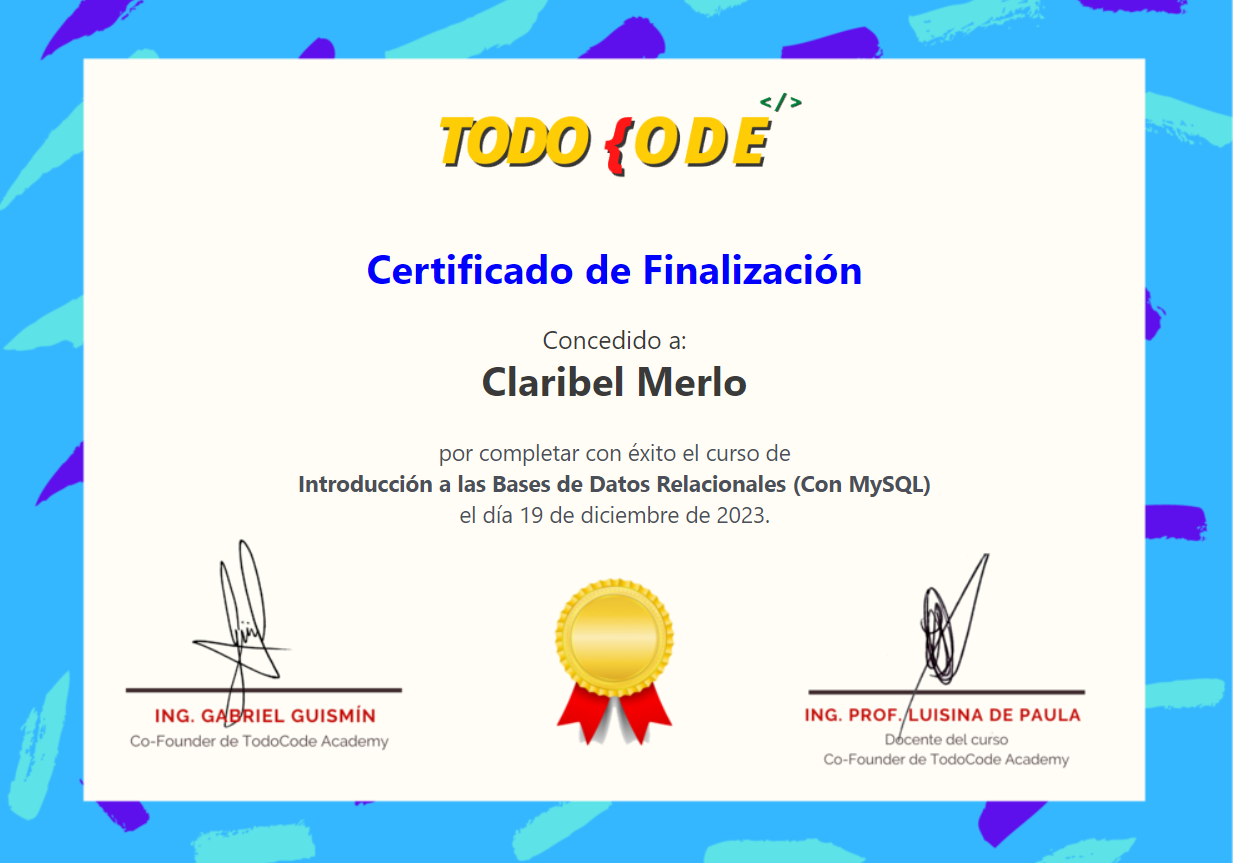 </>
TODO {ODE
Certificado de Finalización
Concedido a:
Claribel Merlo
por completar con éxito el curso de
Introducción a las Bases de Datos Relacionales (Con MySQL)
el día 19 de diciembre de 2023.
ING. GABRIEL GUISMÍN
Co-Founder de TodoCode Academy
ING. PROF. LUISINA DE PAULA
Docente del curso
Co-Founder de TodoCode Academy